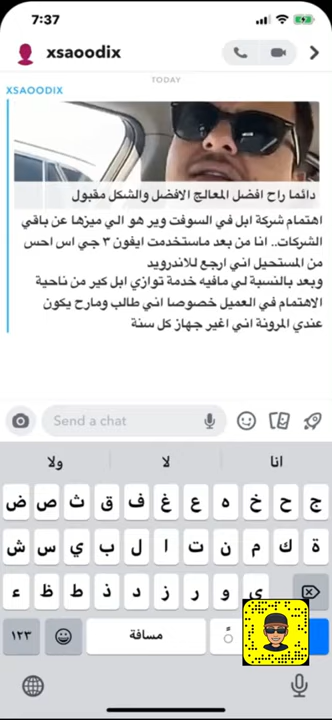 7:37
xsaoodix
TODAY
XSAOODIX
دائما راح افضل المعالج الافضل والشكل مقبول
اهتمام شركة ابل في السوفت وير هو الي ميزها عن باقي
الشركات.. انا من بعد ماستخدمت ايفون ٣ جي اس احس
من المستحيل اني ارجع للاندرويد
وبعد بالنسبة لي مافيه خدمة توازي ابل كير من ناحية
الاهتمام في العميل خصوصا اني طالب ومارح يكون
عندي المرونة اني اغير جهاز كل سنة
Send a chat
انا لا ولا
ض ص ث ق ف غ ع ه خ ح ج
ش س ي ب ل ا ت ن م ك ة
ء ظ ط ذ د ز ر و ى
١٢٣ مسافة